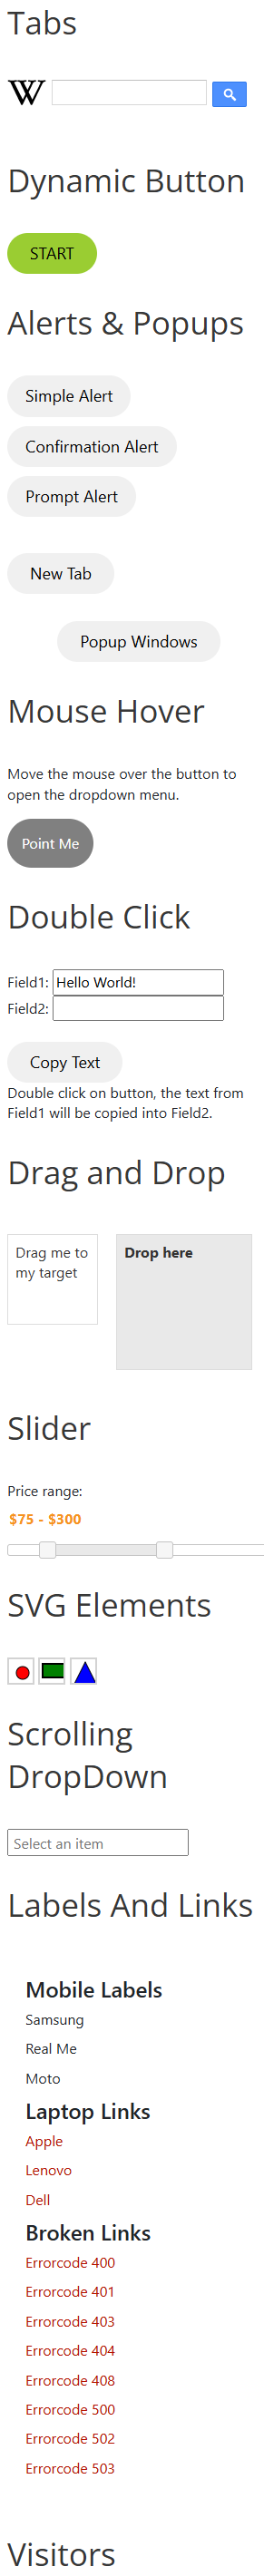 Tabs
W
Dynamic Button
START
Alerts & Popups
Simple Alert
Confirmation Alert
Prompt Alert
New Tab
Popup Windows
Mouse Hover
Move the mouse over the button to
open the dropdown menu.
Point Me
Double Click
Field1: Hello World!
Field2:
Copy Text
Double click on button, the text from
Field1 will be copied into Field2.
Drag and Drop
Drag me to
my target
Drop here
Slider
Price range:
$75 - $300
SVG Elements
Scrolling
DropDown
Select an item
Labels And Links
Mobile Labels
Samsung
Real Me
Moto
Laptop Links
Apple
Lenovo
Dell
Broken Links
Errorcode 400
Errorcode 401
Errorcode 403
Errorcode 404
Errorcode 408
Errorcode 500
Errorcode 502
Errorcode 503
Visitors